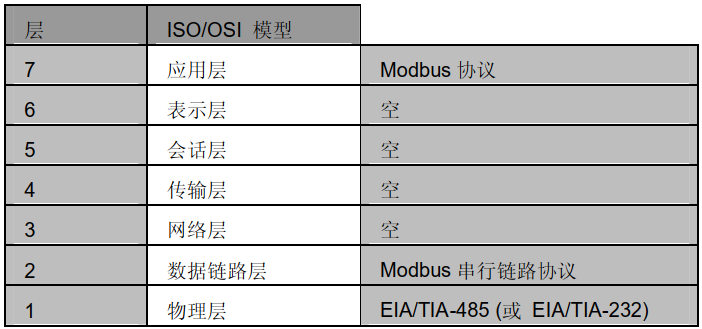 层 ISO/OSI 模型
7 应用层 Modbus 协议
6 表示层 空
5 会话层 空
4 传输层 空
3 网络层 空
2 数据链路层 Modbus 串行链路协议
1 物理层 EIA/TIA-485 (或 EIA/TIA-232)